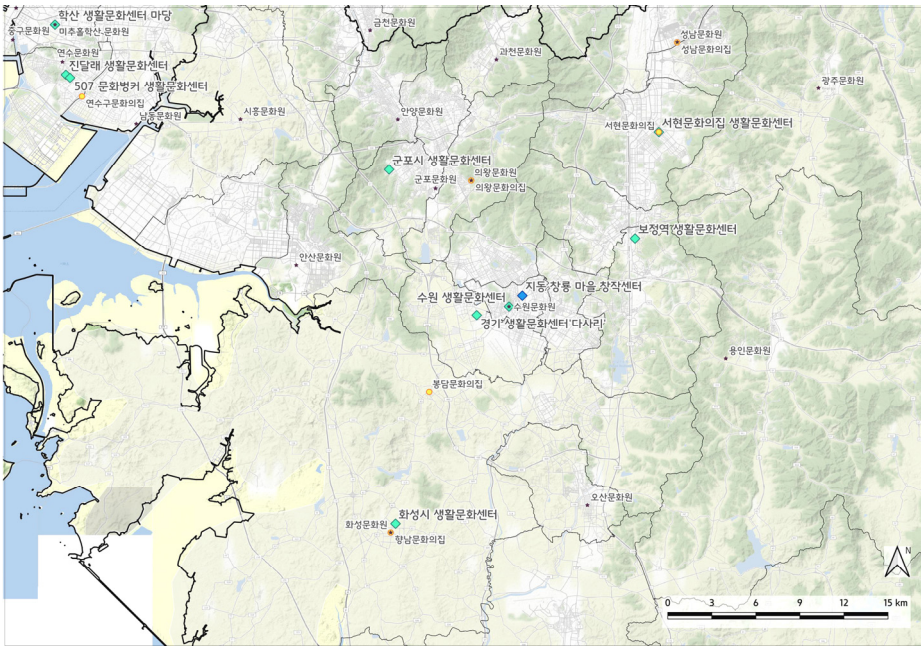 학산 생활문화센터 마당
중구문화원
미추홀학산문화원
금천문화원
성남문화원
성남문화의집
과천문화원
연수문화원
진달래 생활문화센터
507 문화벙커 생활문화센터
연수구문화의집
남동문화원
시흥문화원
안양문화원
광주문화원
서현문화의집
서현문화의집 생활문화센터
군포시 생활문화센터
군포문화원
의왕문화원
의왕문화의집
보정역 생활문화센터
안산문화원
지동 창룡 마을 창작센터
수원 생활문화센터
수원문화원
경기 생활문화센터'다사리'
용인문화원
봉담문화의집
오산문화원
화성시 생활문화센터
화성문화원
향남문화의집
N
0 3 6 9 12 15 km